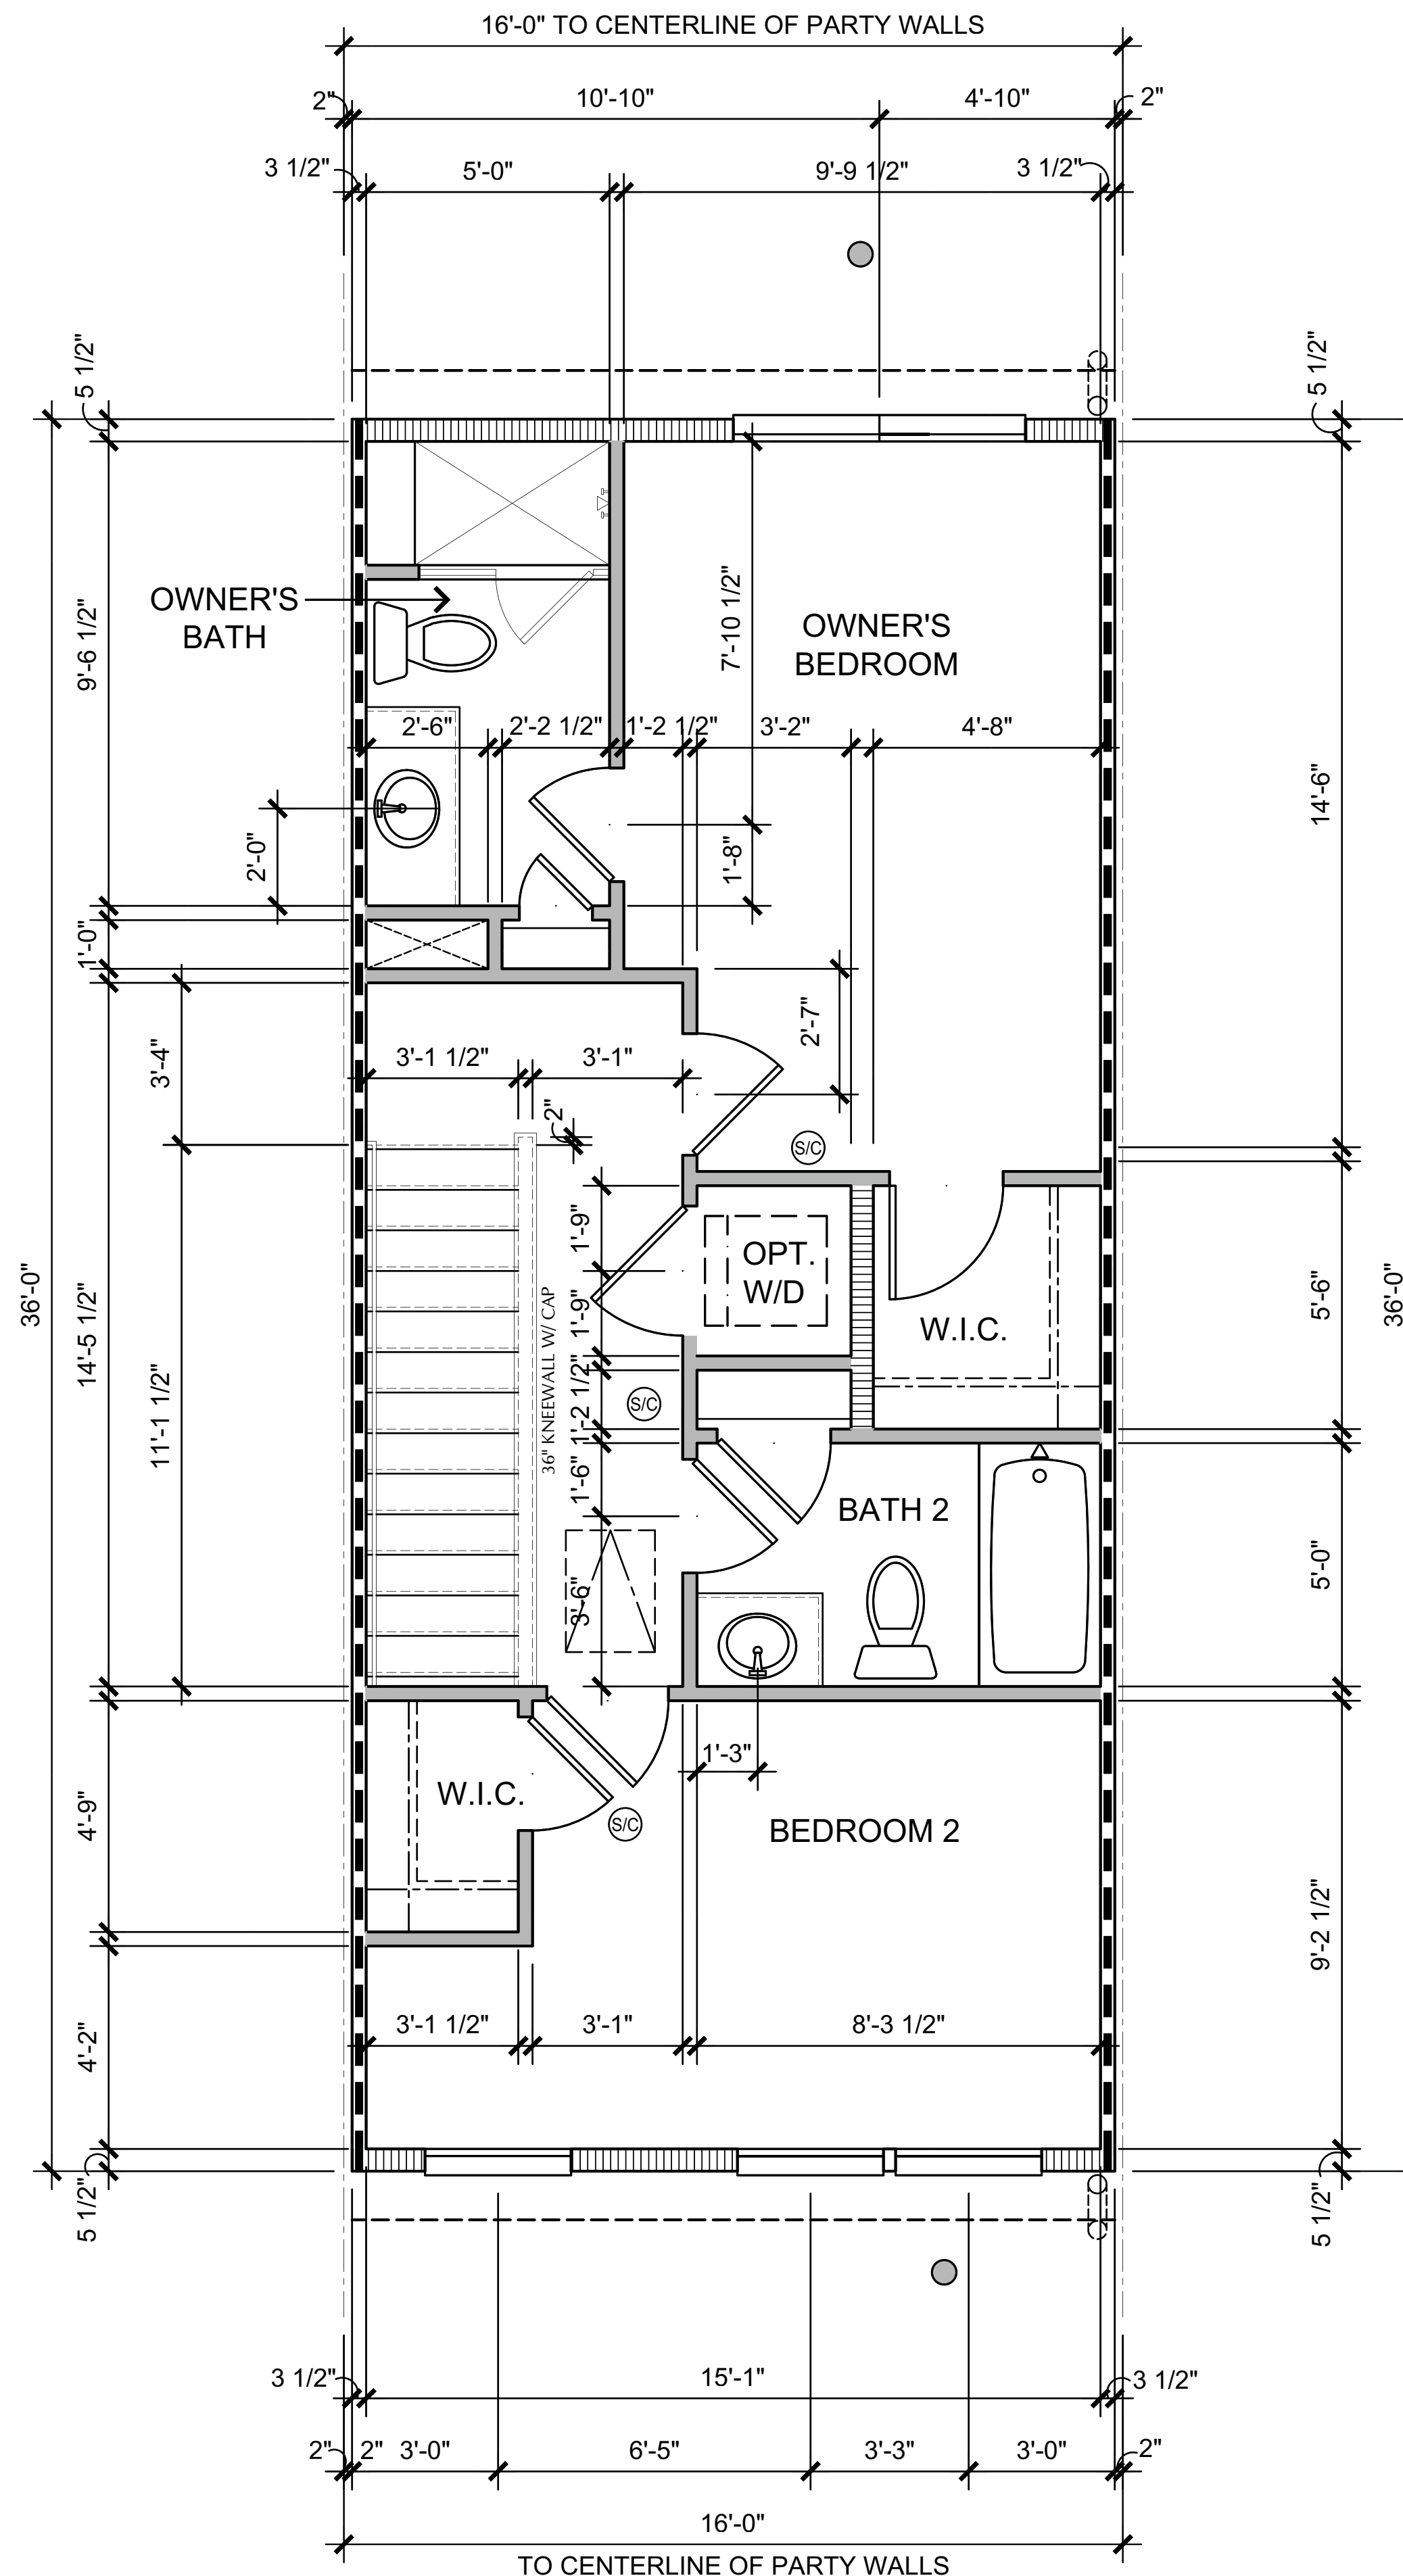 16'-0" TO CENTERLINE OF PARTY WALLS
2" 10'-10" 4'-10" 2"
3 1/2" 5'-0" 9'-9 1/2" 3 1/2"
5 1/2" 5 1/2"
OWNER'S
BATH
9'-6 1/2"
7'-10 1/2"
OWNER'S
BEDROOM
2'-6" 2'-2 1/2" 1'-2 1/2" 3'-2" 4'-8"
14'-6"
2'-0"
1'-8"
1'-0"
2'-7"
3'-4"
3'-1 1/2" 3'-1"
2"
S/C
1'-9"
OPT.
W/D
36'-0"
14'-5 1/2"
36" KNEEWALL W/ CAP
1'-9"
W.I.C.
5'-6"
36'-0"
11'-1 1/2"
1'-2 1/2"
S/C
1'-6"
BATH 2
3'-6"
5'-0"
1'-3"
W.I.C.
4'-9"
S/C
BEDROOM 2
9'-2 1/2"
3'-1 1/2" 3'-1" 8'-3 1/2"
4'-2"
5 1/2" 5 1/2"
3 1/2" 15'-1" 3 1/2"
2" 2" 3'-0" 6'-5" 3'-3" 3'-0" 2"
16'-0"
TO CENTERLINE OF PARTY WALLS